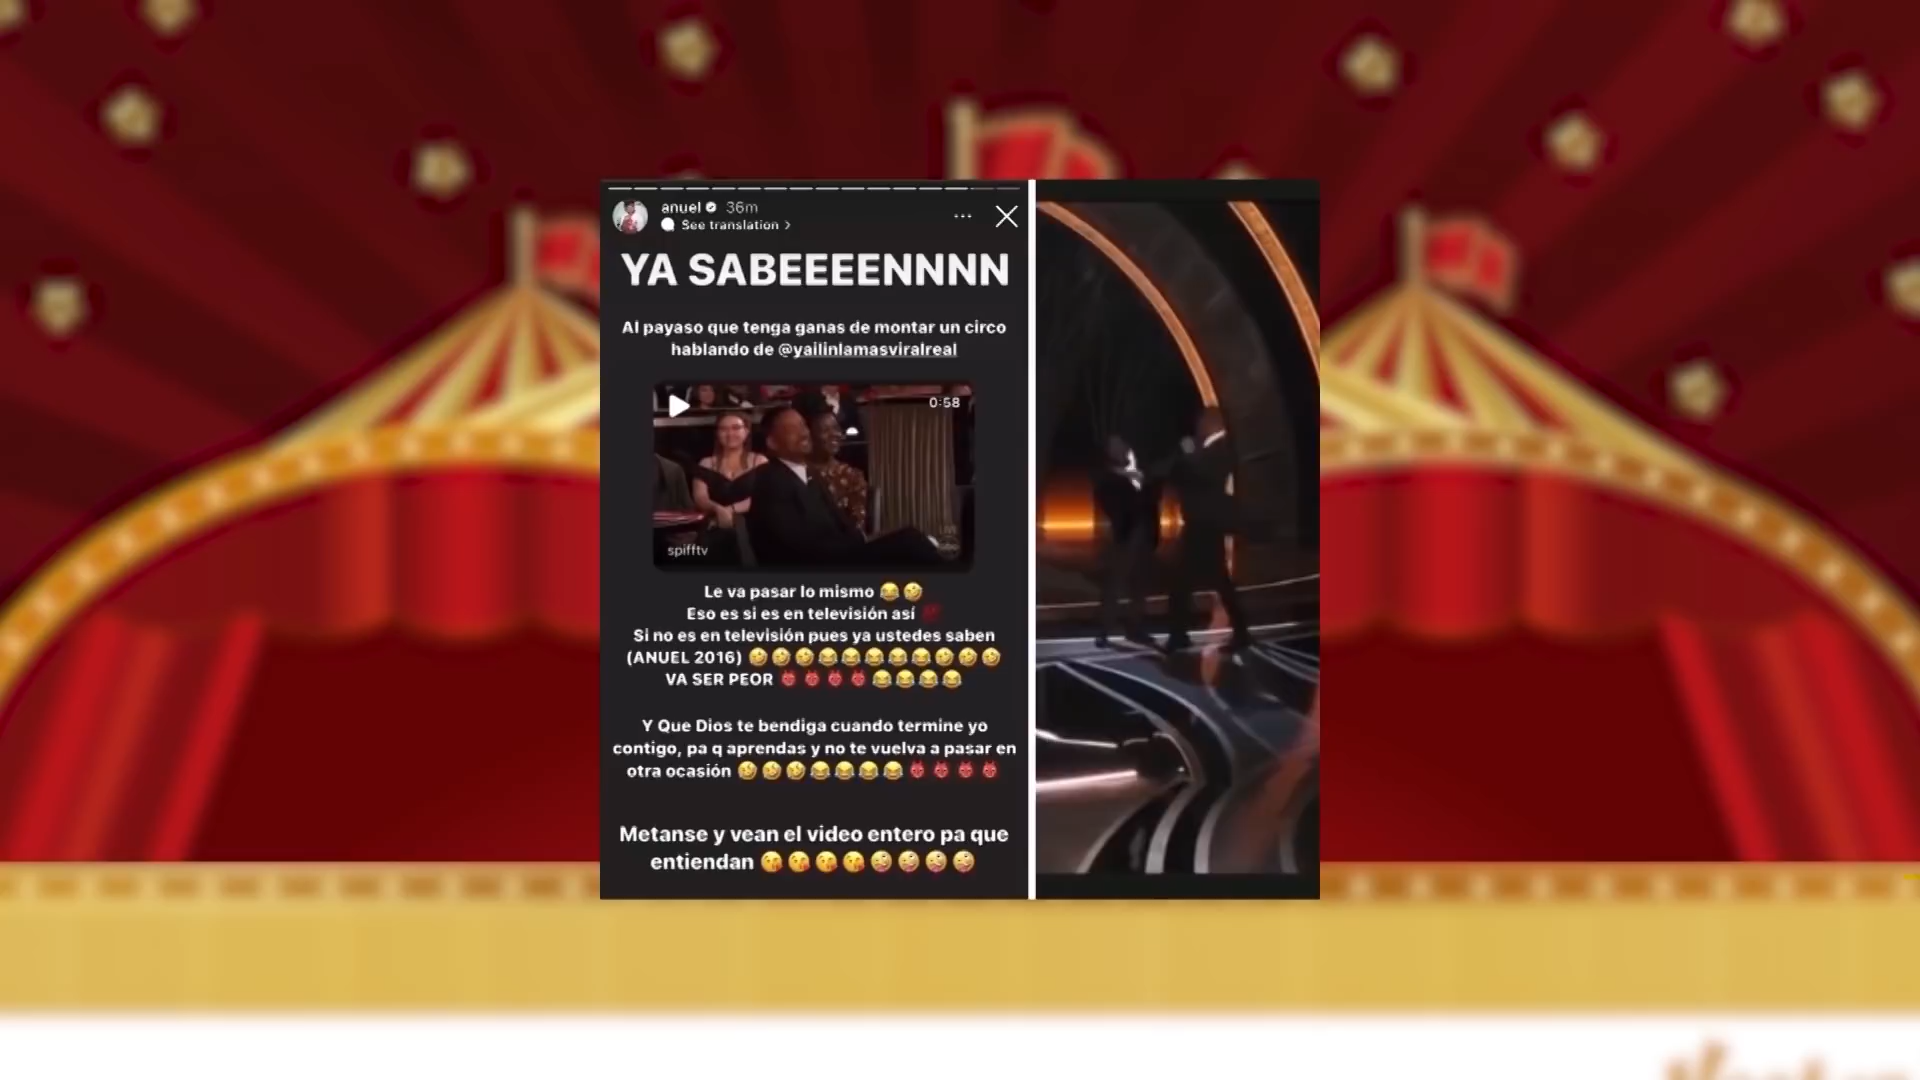 anuel 36m
See translation >
YA SABEEEENNNN
Al payaso que tenga ganas de montar un circo
hablando de @yailinlamasviralreal
0:58
spifftv
Le va pasar lo mismo 😂🤣
Eso es si es en televisión así 💯
Si no es en televisión pues ya ustedes saben
(ANUEL 2016) 🤣🤣🤣😂😂😂😂😂🤣🤣🤣
VA SER PEOR 👹👹👹👹😂😂😂😂
Y Que Dios te bendiga cuando termine yo
contigo, pa q aprendas y no te vuelva a pasar en
otra ocasión 🤣🤣🤣😂😂😂😂👹👹👹👹
Metanse y vean el video entero pa que
entiendan 😘😘😘😘🤪🤪🤪🤪